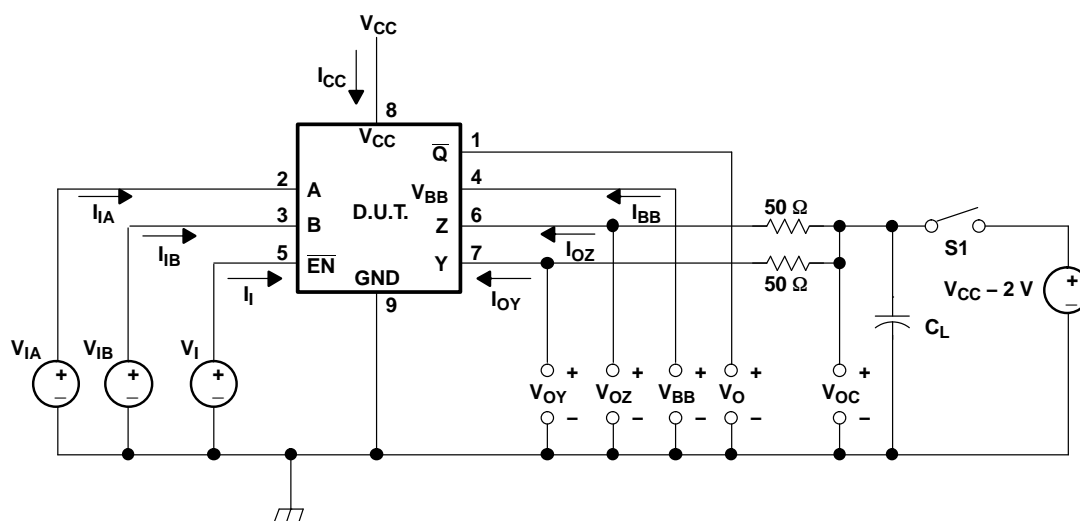 VCC
ICC
8
VCC
1
Q̅
2
A
4
VBB
IIA
D.U.T.
IBB
50 Ω
3
B
6
Z
IIB
IOZ
S1
5
E̅N̅
7
Y
50 Ω
II
GND
IOY
VCC – 2 V
+
–
9
CL
VIA
+
–
VIB
+
–
VI
+
–
VOY
+
–
VOZ
+
–
VBB
+
–
VO
+
–
VOC
+
–